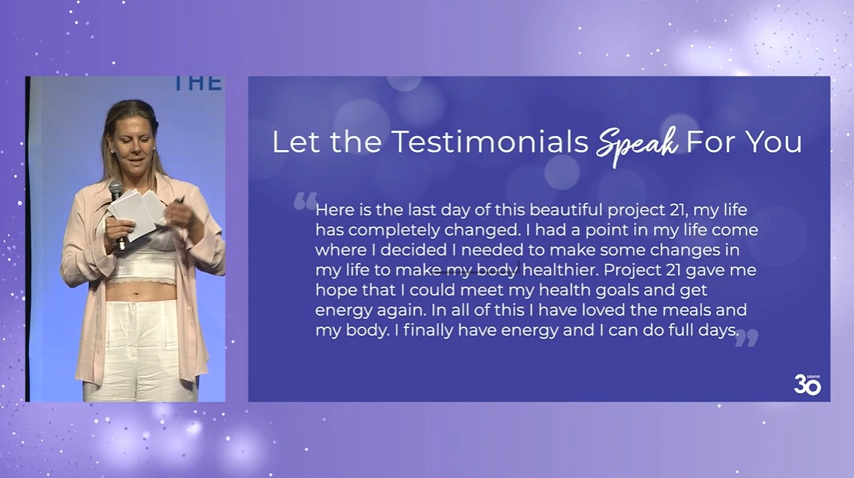 THE
Let the Testimonials Speak For You
“Here is the last day of this beautiful project 21, my life
has completely changed. I had a point in my life come
where I decided I needed to make some changes in
my life to make my body healthier. Project 21 gave me
hope that I could meet my health goals and get
energy again. In all of this I have loved the meals and
my body. I finally have energy and I can do full days.”
USANA
30